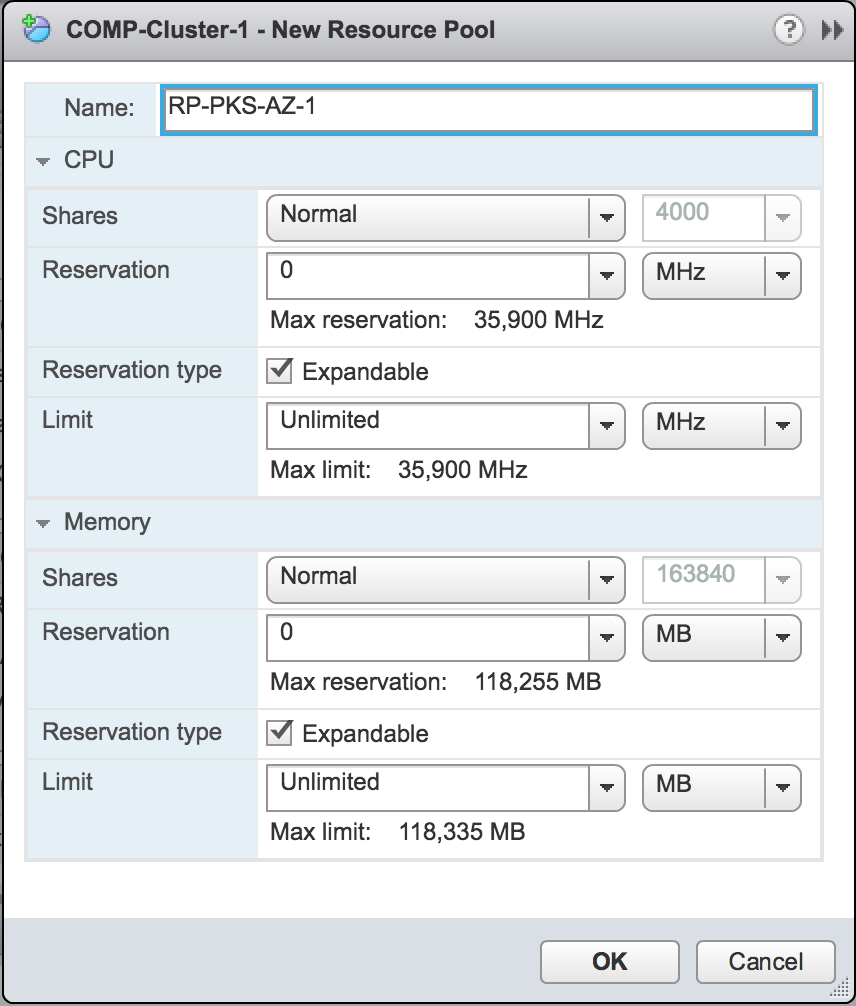 COMP-Cluster-1 - New Resource Pool ?
Name: RP-PKS-AZ-1
CPU
Shares Normal 4000
Reservation 0 MHz
Max reservation: 35,900 MHz
Reservation type Expandable
Limit Unlimited MHz
Max limit: 35,900 MHz
Memory
Shares Normal 163840
Reservation 0 MB
Max reservation: 118,255 MB
Reservation type Expandable
Limit Unlimited MB
Max limit: 118,335 MB
OK Cancel